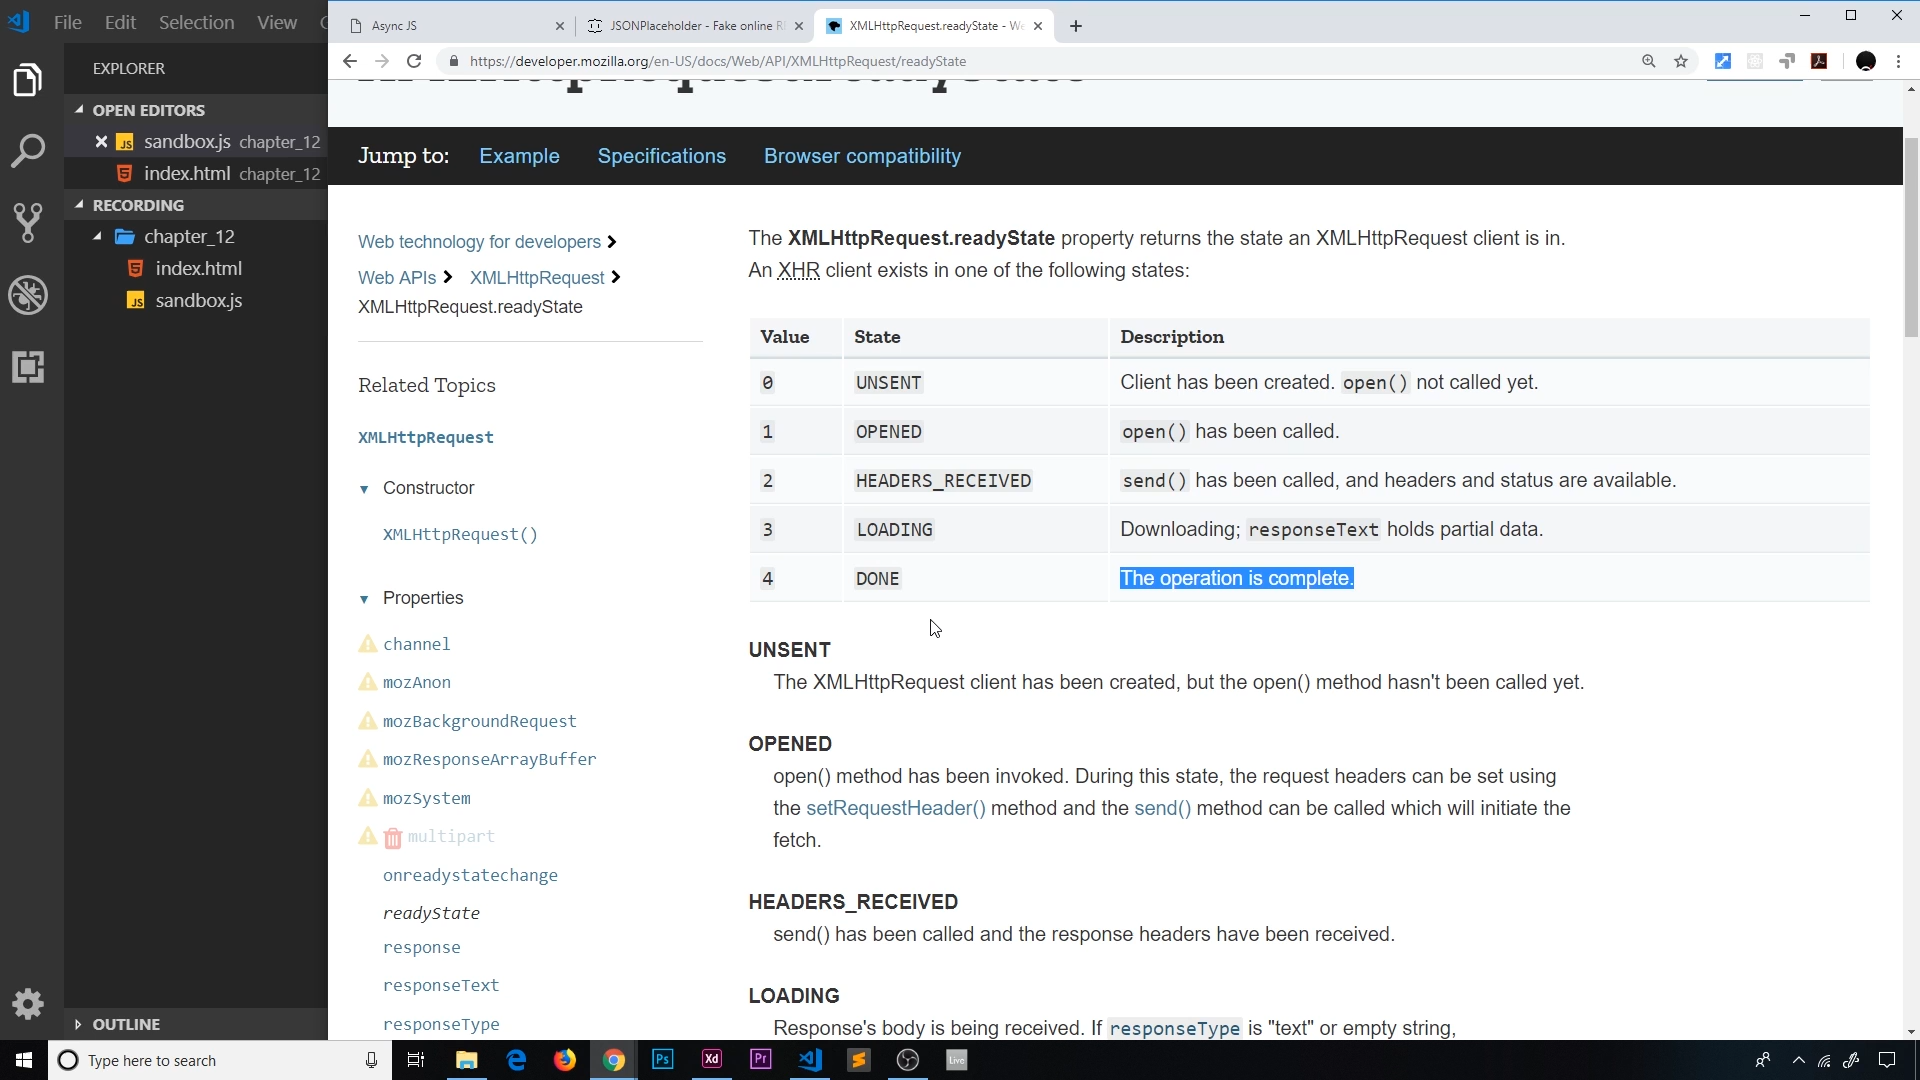 File Edit Selection View
Async JS
JSONPlaceholder - Fake online R
XMLHttpRequest.readyState - We
https://developer.mozilla.org/en-US/docs/Web/API/XMLHttpRequest/readyState
EXPLORER
OPEN EDITORS
JS sandbox.js chapter_12
index.html chapter_12
RECORDING
chapter_12
index.html
JS sandbox.js
OUTLINE
XMLHttpRequest.readyState
Jump to: Example Specifications Browser compatibility
Web technology for developers
Web APIs XMLHttpRequest
XMLHttpRequest.readyState
Related Topics
XMLHttpRequest
Constructor
XMLHttpRequest()
Properties
channel
mozAnon
mozBackgroundRequest
mozResponseArrayBuffer
mozSystem
multipart
onreadystatechange
readyState
response
responseText
responseType
The XMLHttpRequest.readyState property returns the state an XMLHttpRequest client is in.
An XHR client exists in one of the following states:
Value State Description
0 UNSENT Client has been created. open() not called yet.
1 OPENED open() has been called.
2 HEADERS_RECEIVED send() has been called, and headers and status are available.
3 LOADING Downloading; responseText holds partial data.
4 DONE The operation is complete.
UNSENT
The XMLHttpRequest client has been created, but the open() method hasn't been called yet.
OPENED
open() method has been invoked. During this state, the request headers can be set using
the setRequestHeader() method and the send() method can be called which will initiate the
fetch.
HEADERS_RECEIVED
send() has been called and the response headers have been received.
LOADING
Response's body is being received. If responseType is "text" or empty string,
Type here to search
Ps
Xd
Pr
Live